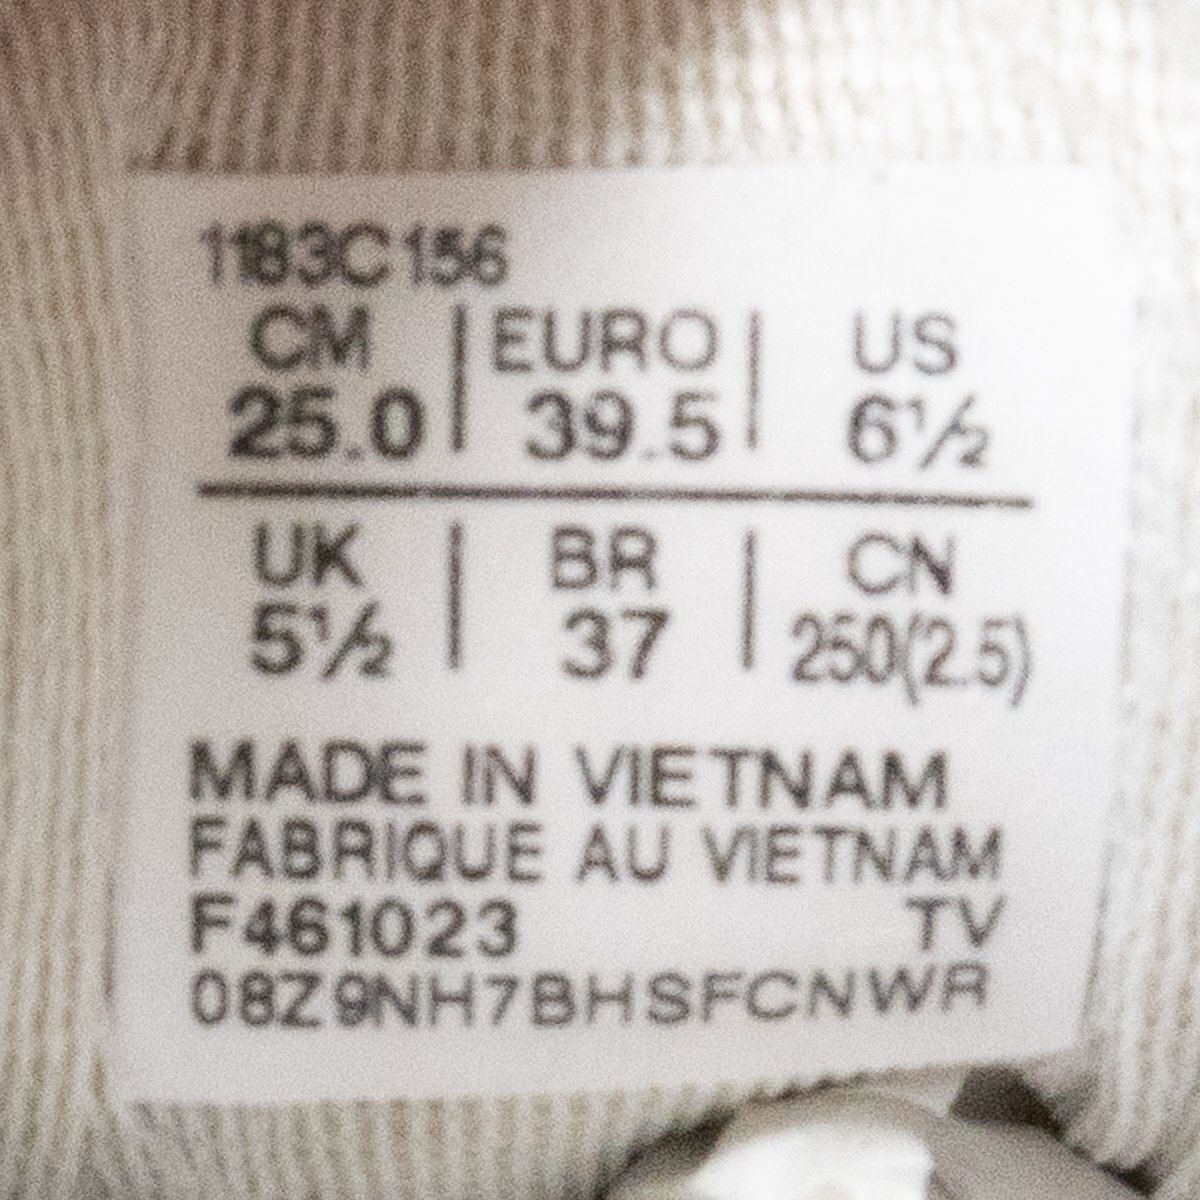 1183C156
CM | EURO | US
25.0 | 39.5 | 6½
UK | BR | CN
5½ | 37 | 250(2.5)
MADE IN VIETNAM
FABRIQUE AU VIETNAM
F461023 TV
08Z9NH7BHSFCNWR